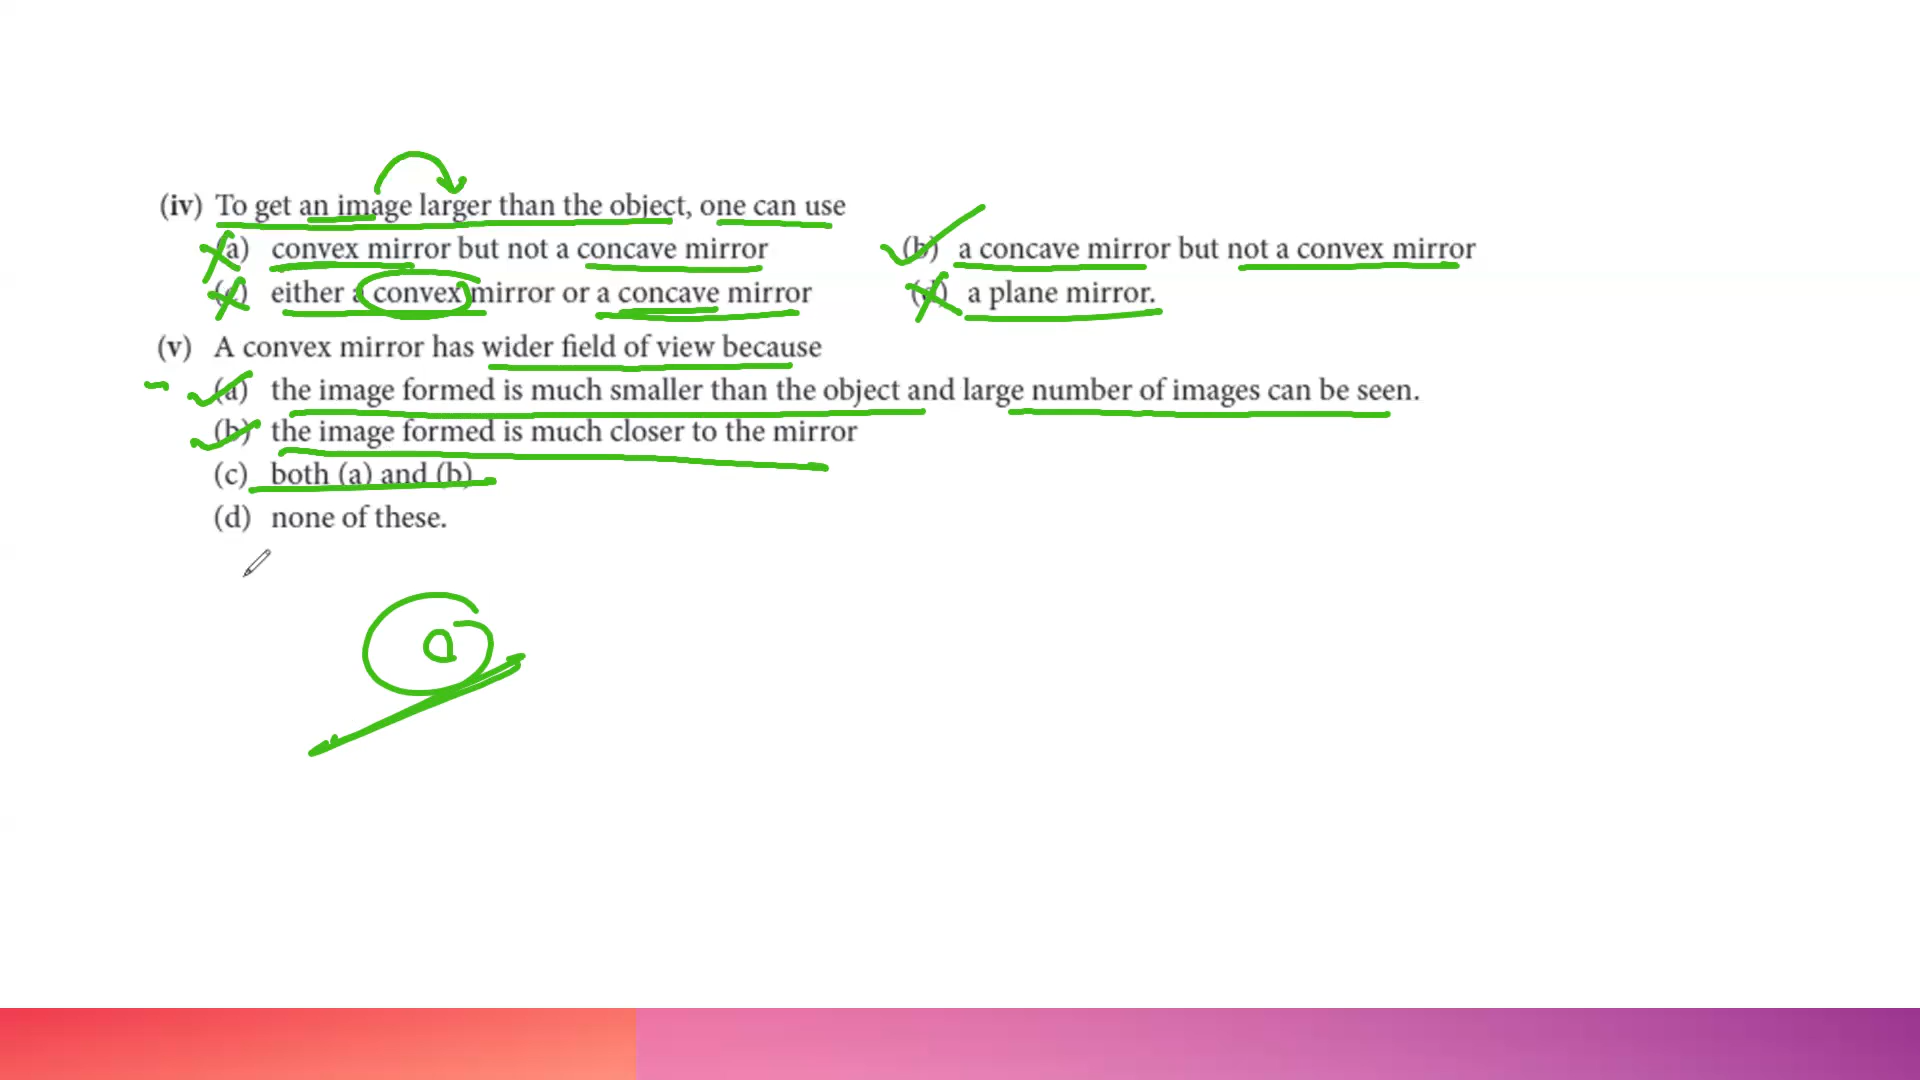 (iv) To get an image larger than the object, one can use
(a) convex mirror but not a concave mirror (b) a concave mirror but not a convex mirror
(c) either a convex mirror or a concave mirror (d) a plane mirror.
(v) A convex mirror has wider field of view because
(a) the image formed is much smaller than the object and large number of images can be seen.
(b) the image formed is much closer to the mirror
(c) both (a) and (b)
(d) none of these.
a